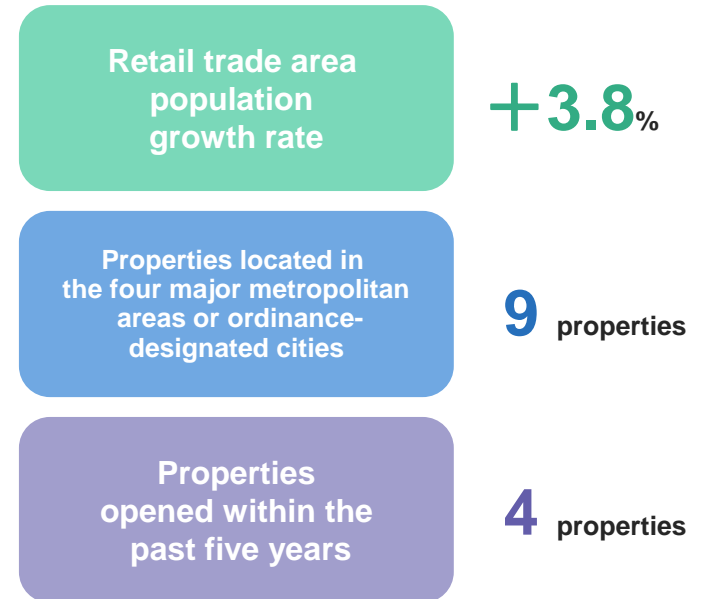 Retail trade area
population
growth rate
+3.8%
Properties located in
the four major metropolitan
areas or ordinance-
designated cities
9 properties
Properties
opened within the
past five years
4 properties